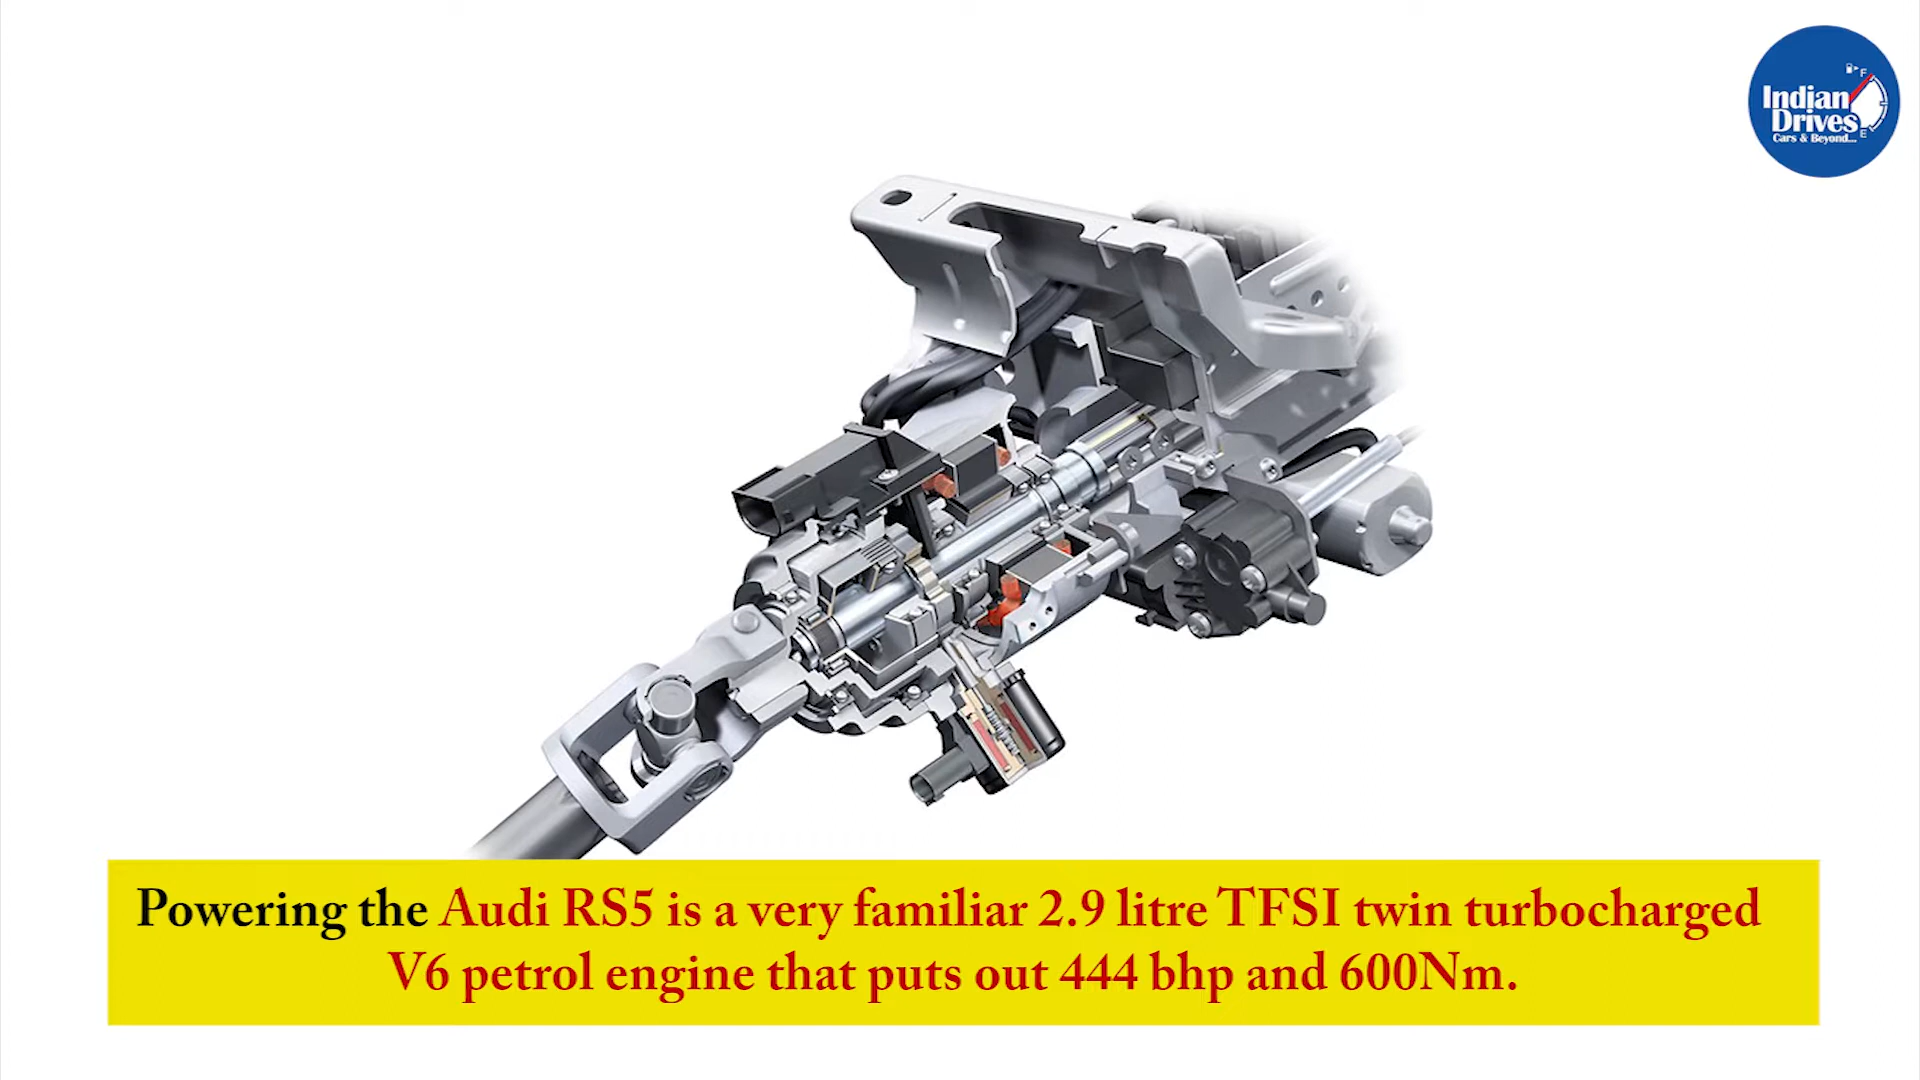 Indian
Drives
Cars & Beyond...
F
E
Powering the Audi RS5 is a very familiar 2.9 litre TFSI twin turbocharged
V6 petrol engine that puts out 444 bhp and 600Nm.